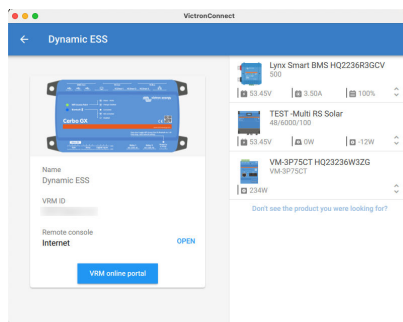 VictronConnect
Dynamic ESS
Cerbo GX
Name
Dynamic ESS
VRM ID
Remote console
Internet
OPEN
VRM online portal
Lynx Smart BMS HQ2236R3GCV
500
53.45V
3.50A
100%
TEST -Multi RS Solar
48/6000/100
53.45V
0W
-12W
VM-3P75CT HQ23236W3ZG
VM-3P75CT
234W
Don't see the product you were looking for?